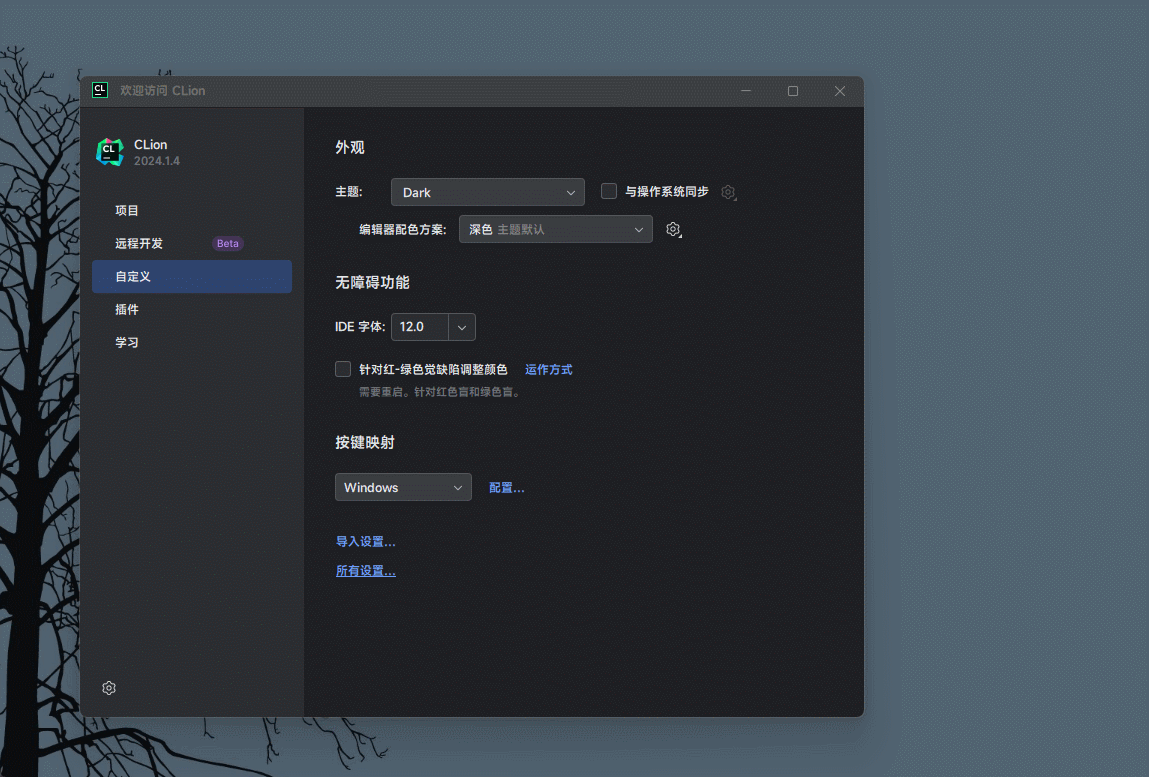 欢迎访问 CLion
CLion
2024.1.4
项目
远程开发 Beta
自定义
插件
学习
外观
主题: Dark 与操作系统同步
编辑器配色方案: 深色 主题默认
无障碍功能
IDE 字体: 12.0
针对红-绿色觉缺陷调整颜色 运作方式
需要重启。针对红色盲和绿色盲。
按键映射
Windows 配置...
导入设置...
所有设置...